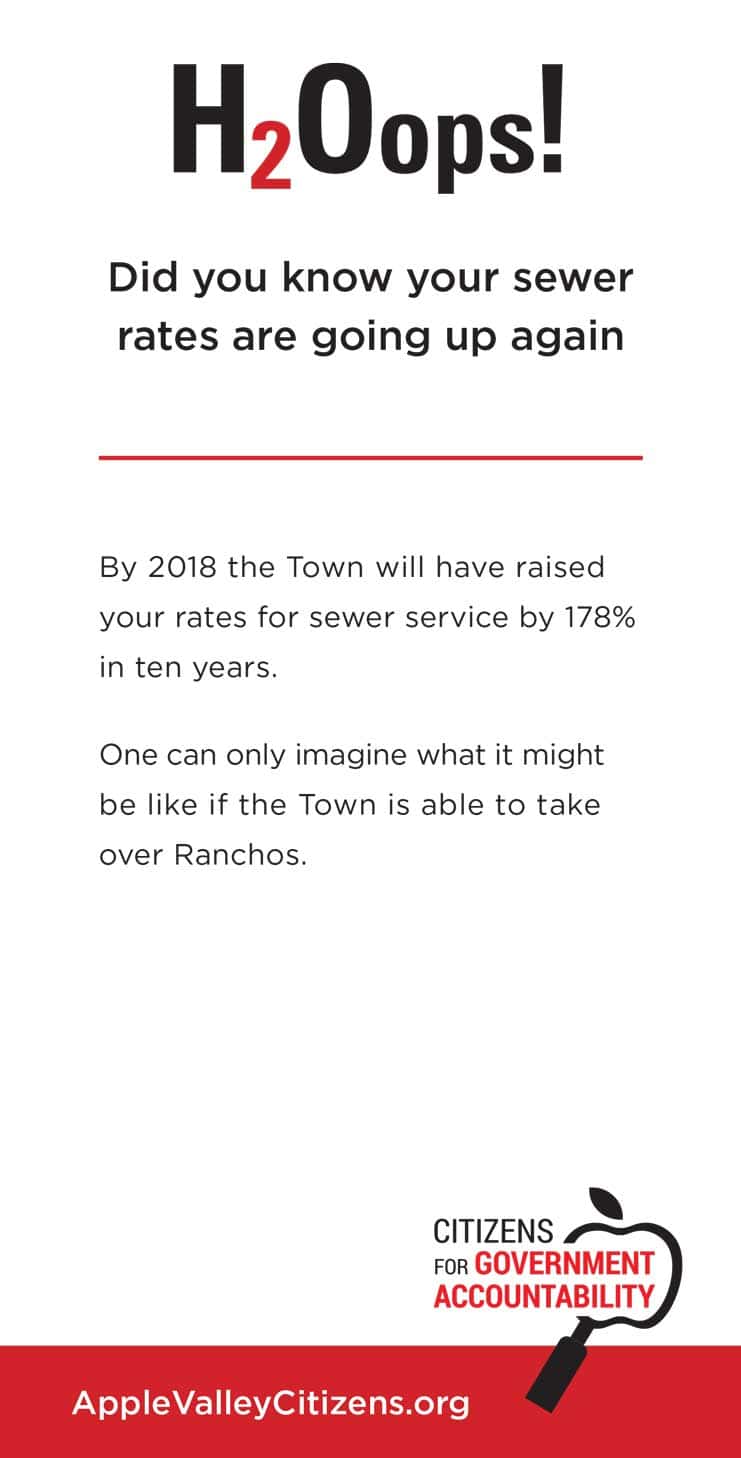 H2Oops!
Did you know your sewer
rates are going up again
By 2018 the Town will have raised
your rates for sewer service by 178%
in ten years.
One can only imagine what it might
be like if the Town is able to take
over Ranchos.
CITIZENS
FOR GOVERNMENT
ACCOUNTABILITY
AppleValleyCitizens.org